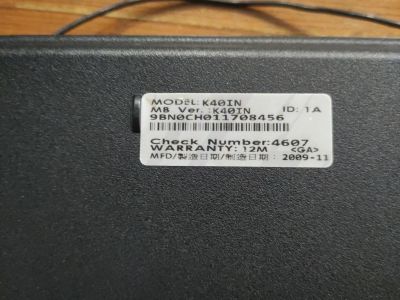 MODEL:K40IN
MB Ver. :K40IN ID: 1A
9BN0CH011708456
Check Number:4607
WARRANTY: 12M <GA>
MFD/製造日期/制造日期: 2009-11